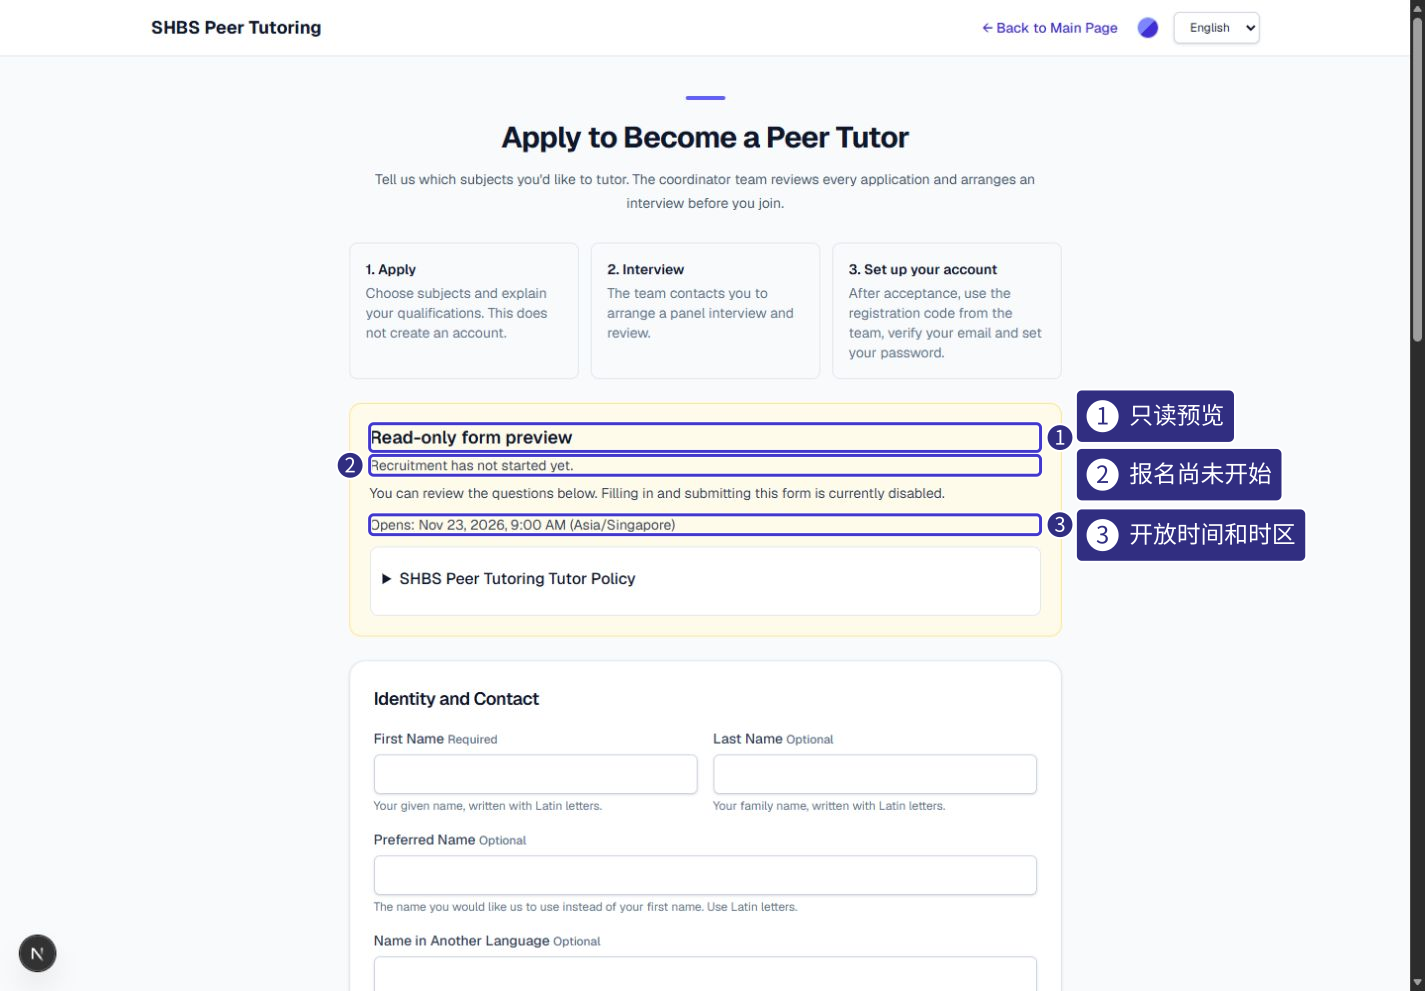 SHBS Peer Tutoring
← Back to Main Page
English
Apply to Become a Peer Tutor
Tell us which subjects you'd like to tutor. The coordinator team reviews every application and arranges an
interview before you join.
1. Apply
Choose subjects and explain
your qualifications. This does
not create an account.
2. Interview
The team contacts you to
arrange a panel interview and
review.
3. Set up your account
After acceptance, use the
registration code from the
team, verify your email and set
your password.
Read-only form preview
1
1 只读预览
2
Recruitment has not started yet.
2 报名尚未开始
You can review the questions below. Filling in and submitting this form is currently disabled.
Opens: Nov 23, 2026, 9:00 AM (Asia/Singapore)
3
3 开放时间和时区
SHBS Peer Tutoring Tutor Policy
Identity and Contact
First Name Required
Your given name, written with Latin letters.
Last Name Optional
Your family name, written with Latin letters.
Preferred Name Optional
The name you would like us to use instead of your first name. Use Latin letters.
Name in Another Language Optional
N